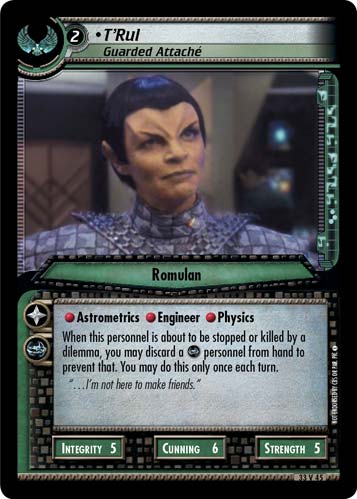 2 •T'Rul
Guarded Attaché
Romulan
Astrometrics Engineer Physics
When this personnel is about to be stopped or killed by a
dilemma, you may discard a personnel from hand to
prevent that. You may do this only once each turn.
"…I'm not here to make friends."
INTEGRITY 5 CUNNING 6 STRENGTH 5
33 V 45